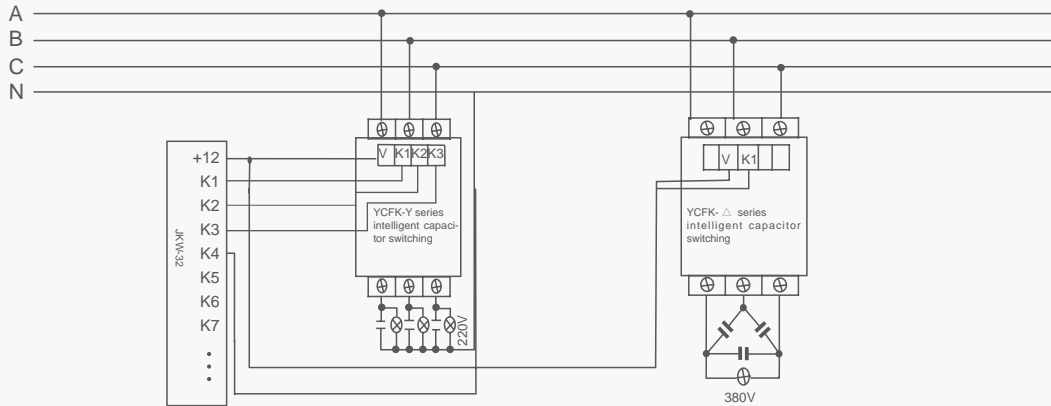 A
B
C
N
+12
K1
K2
K3
K4
K5
K6
K7
JKW-32
V K1 K2 K3
YCFK-Y series
intelligent capaci-
tor switching
220V
V K1
YCFK- △ series
intelligent capacitor
switching
380V